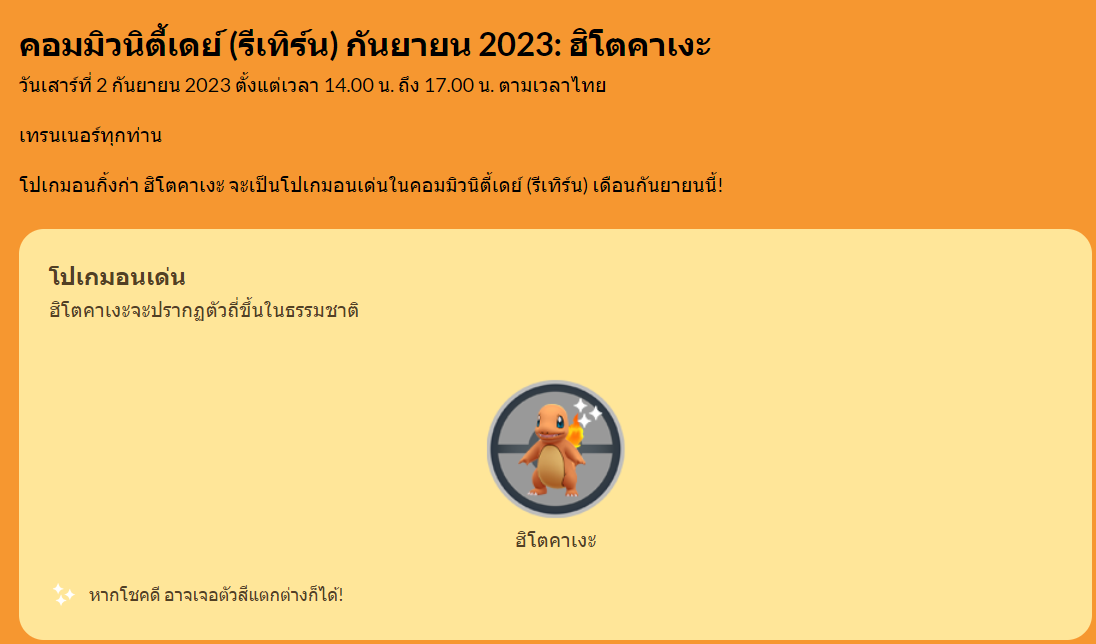 คอมมิวนิตี้เดย์ (รีเทิร์น) กันยายน 2023: ฮิโตคาเงะ
วันเสาร์ที่ 2 กันยายน 2023 ตั้งแต่เวลา 14.00 น. ถึง 17.00 น. ตามเวลาไทย
เทรนเนอร์ทุกท่าน
โปเกมอนกิ้งก่า ฮิโตคาเงะ จะเป็นโปเกมอนเด่นในคอมมิวนิตี้เดย์ (รีเทิร์น) เดือนกันยายนนี้!
โปเกมอนเด่น
ฮิโตคาเงะจะปรากฏตัวถี่ขึ้นในธรรมชาติ
ฮิโตคาเงะ
หากโชคดี อาจเจอตัวสีแตกต่างก็ได้!